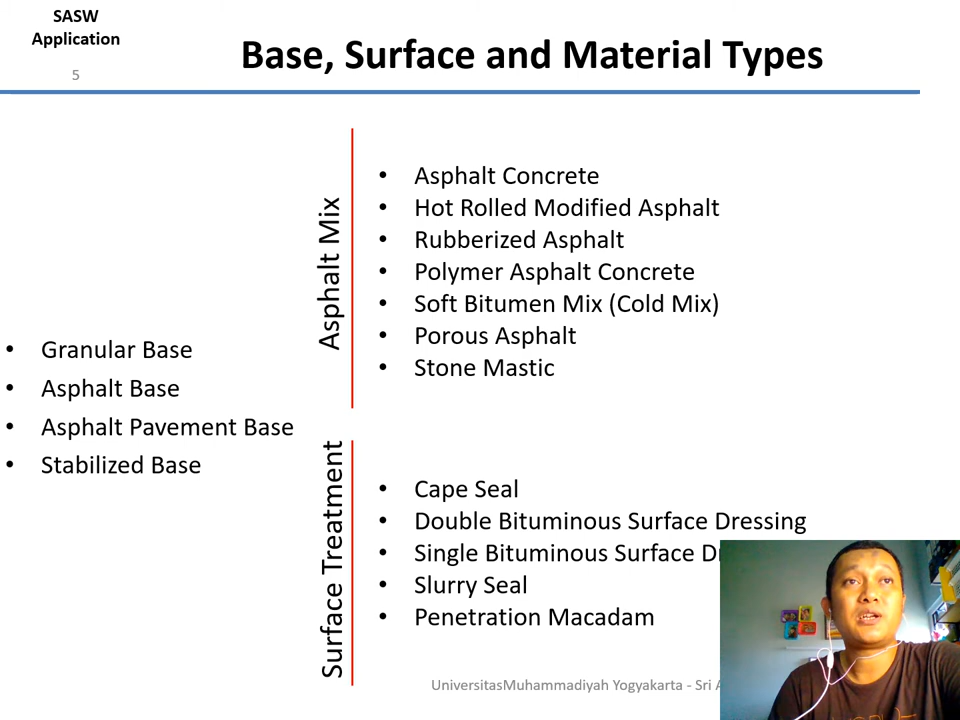 SASW
Application
5
Base, Surface and Material Types
• Granular Base
• Asphalt Base
• Asphalt Pavement Base
• Stabilized Base
Asphalt Mix
• Asphalt Concrete
• Hot Rolled Modified Asphalt
• Rubberized Asphalt
• Polymer Asphalt Concrete
• Soft Bitumen Mix (Cold Mix)
• Porous Asphalt
• Stone Mastic
Surface Treatment
• Cape Seal
• Double Bituminous Surface Dressing
• Single Bituminous Surface
• Slurry Seal
• Penetration Macadam
UniversitasMuhammadiyah Yogyakarta - Sri